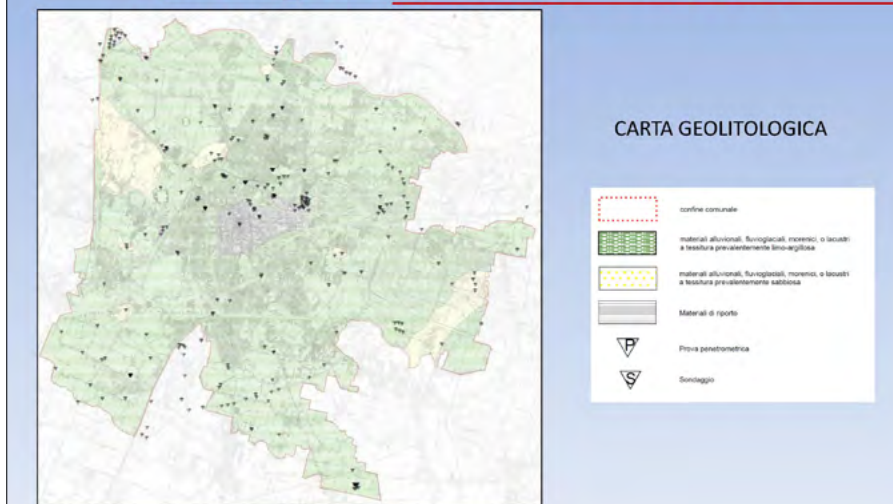 CARTA GEOLITOLOGICA
confine comunale
materiali alluvionali, fluvioglaciali, morenici, o lacustri
a tessitura prevalentemente limo-argillosa
materiali alluvionali, fluvioglaciali, morenici, o lacustri
a tessitura prevalentemente sabbiosa
Materiali di riporto
P
Prova penetrometrica
S
Sondaggio